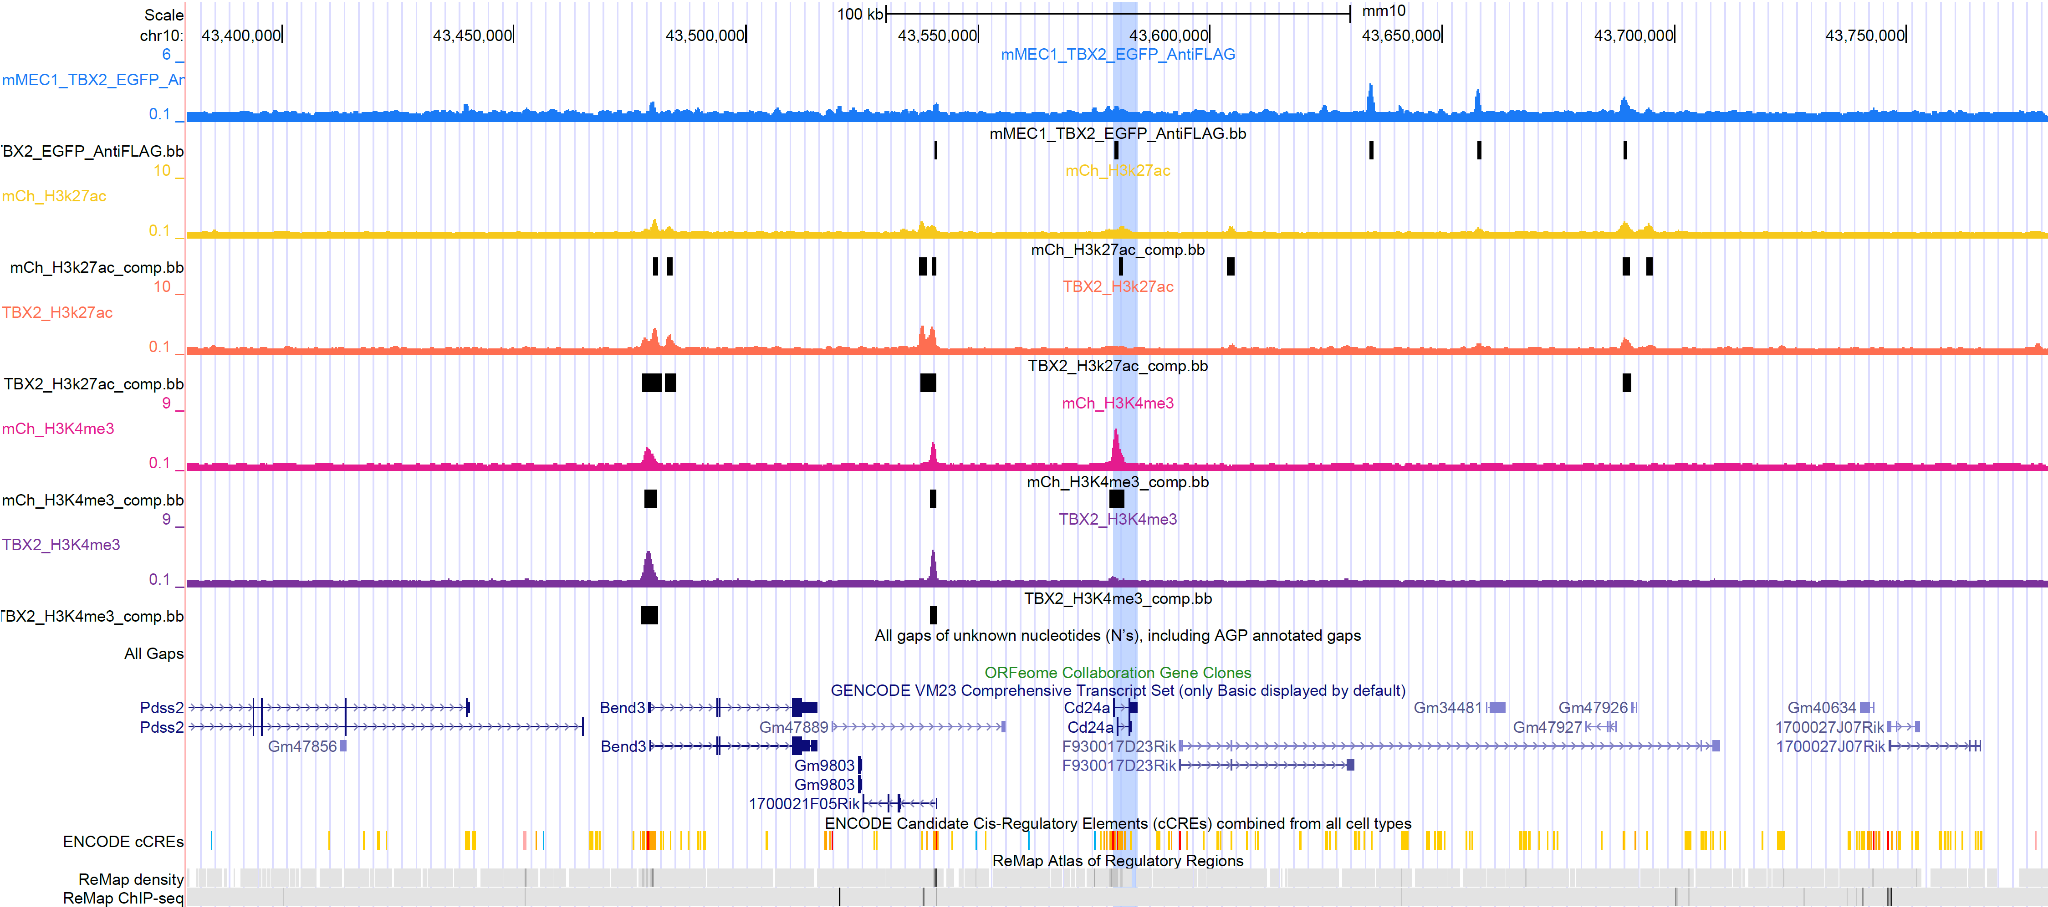 Scale 100 kb mm10
chr10: 43,400,000 43,450,000 43,500,000 43,550,000 43,600,000 43,650,000 43,700,000 43,750,000
6 _ mMEC1_TBX2_EGFP_AntiFLAG
mMEC1_TBX2_EGFP_An
0.1 _
mMEC1_TBX2_EGFP_AntiFLAG.bb
TBX2_EGFP_AntiFLAG.bb
10 _ mCh_H3k27ac
mCh_H3k27ac
0.1 _
mCh_H3k27ac_comp.bb
mCh_H3k27ac_comp.bb
10 _ TBX2_H3k27ac
TBX2_H3k27ac
0.1 _
TBX2_H3k27ac_comp.bb
TBX2_H3k27ac_comp.bb
9 _ mCh_H3K4me3
mCh_H3K4me3
0.1 _
mCh_H3K4me3_comp.bb
mCh_H3K4me3_comp.bb
9 _ TBX2_H3K4me3
TBX2_H3K4me3
0.1 _
TBX2_H3K4me3_comp.bb
TBX2_H3K4me3_comp.bb
All gaps of unknown nucleotides (N's), including AGP annotated gaps
All Gaps
ORFeome Collaboration Gene Clones
GENCODE VM23 Comprehensive Transcript Set (only Basic displayed by default)
Pdss2 Bend3 Cd24a Gm34481 Gm47926 Gm40634
Pdss2 Gm47889 Cd24a Gm47927 1700027J07Rik
Gm47856 Bend3 F930017D23Rik 1700027J07Rik
Gm9803 F930017D23Rik
Gm9803
1700021F05Rik
ENCODE Candidate Cis-Regulatory Elements (cCREs) combined from all cell types
ENCODE cCREs
ReMap Atlas of Regulatory Regions
ReMap density
ReMap ChIP-seq